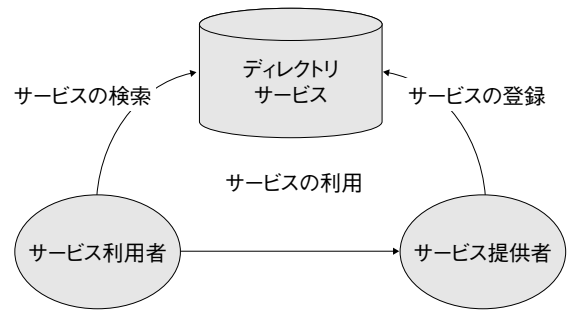 ディレクトリ
サービス
サービスの検索
サービスの登録
サービスの利用
サービス利用者
サービス提供者